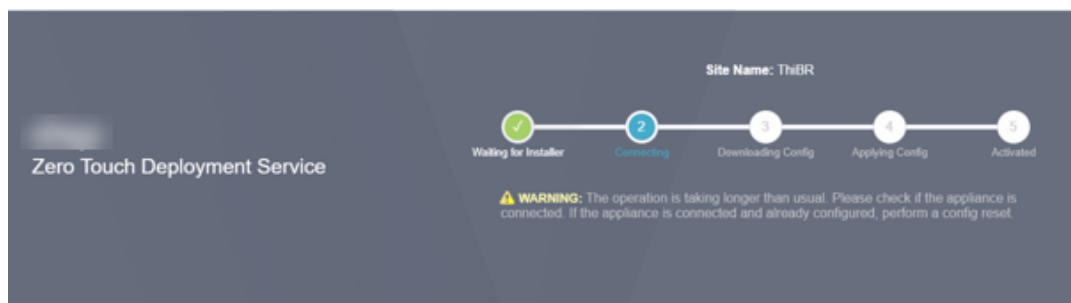 Site Name: ThiBR
✓ 2 3 4 5
Waiting for Installer Connecting Downloading Config Applying Config Activated
Zero Touch Deployment Service
WARNING: The operation is taking longer than usual. Please check if the appliance is
connected. If the appliance is connected and already configured, perform a config reset.